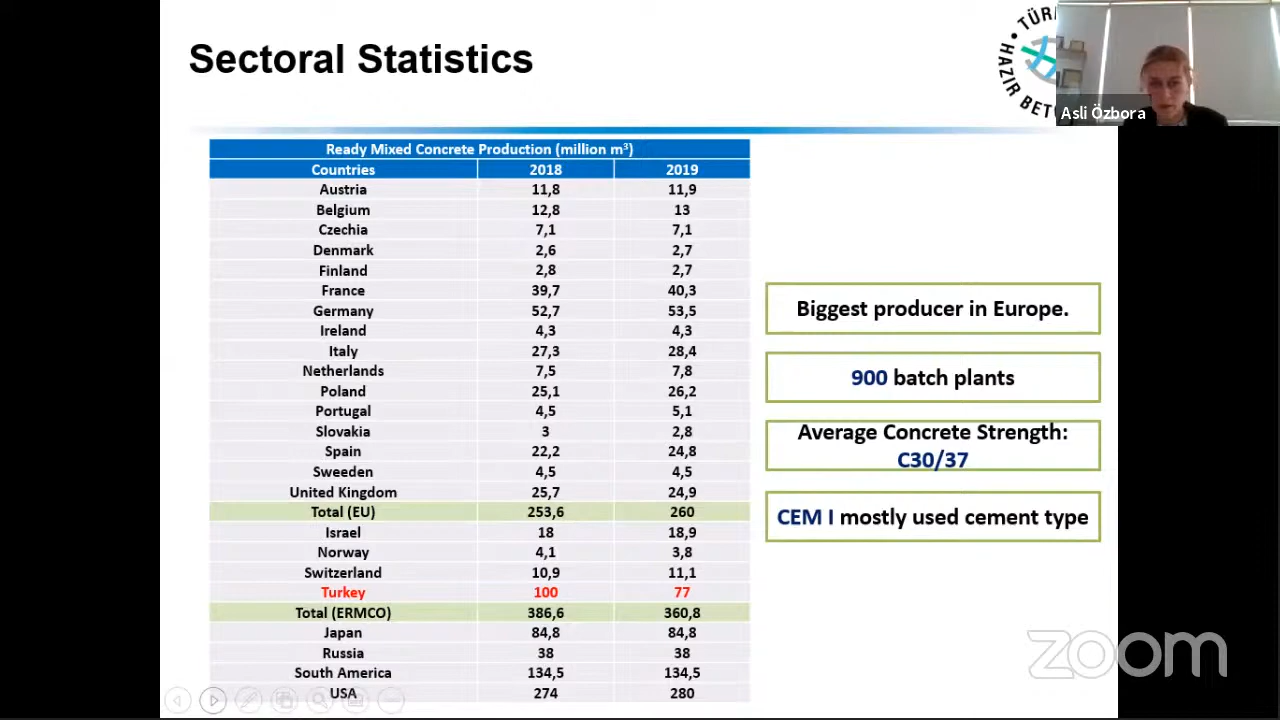 Sectoral Statistics
TÜR
HAZIR BET
Asli Özbora
Ready Mixed Concrete Production (million m³)
Countries 2018 2019
Austria 11,8 11,9
Belgium 12,8 13
Czechia 7,1 7,1
Denmark 2,6 2,7
Finland 2,8 2,7
France 39,7 40,3
Germany 52,7 53,5
Ireland 4,3 4,3
Italy 27,3 28,4
Netherlands 7,5 7,8
Poland 25,1 26,2
Portugal 4,5 5,1
Slovakia 3 2,8
Spain 22,2 24,8
Sweeden 4,5 4,5
United Kingdom 25,7 24,9
Total (EU) 253,6 260
Israel 18 18,9
Norway 4,1 3,8
Switzerland 10,9 11,1
Turkey 100 77
Total (ERMCO) 386,6 360,8
Japan 84,8 84,8
Russia 38 38
South America 134,5 134,5
USA 274 280
Biggest producer in Europe.
900 batch plants
Average Concrete Strength:
C30/37
CEM I mostly used cement type
zoom